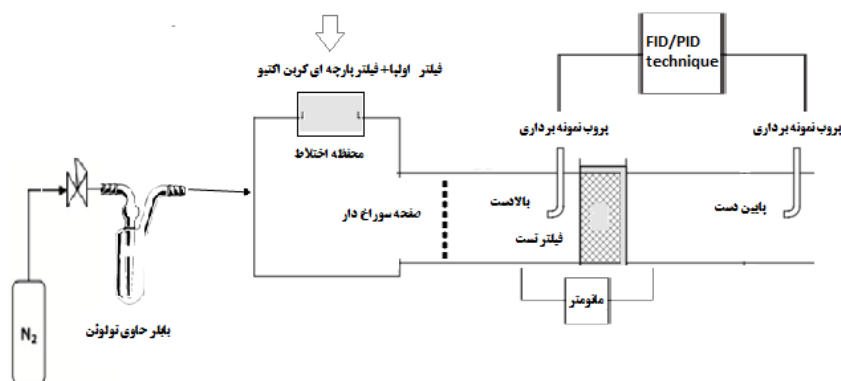 FID/PID
technique
فیلتر اولپا+ فیلتر پارچه ای کربن اکتیو
پروب نمونه برداری
پروب نمونه برداری
محفظه اختلاط
صفحه سوراخ دار
بالادست
پایین دست
فیلتر تست
مانومتر
N2
بابلر حاوی تولوئن